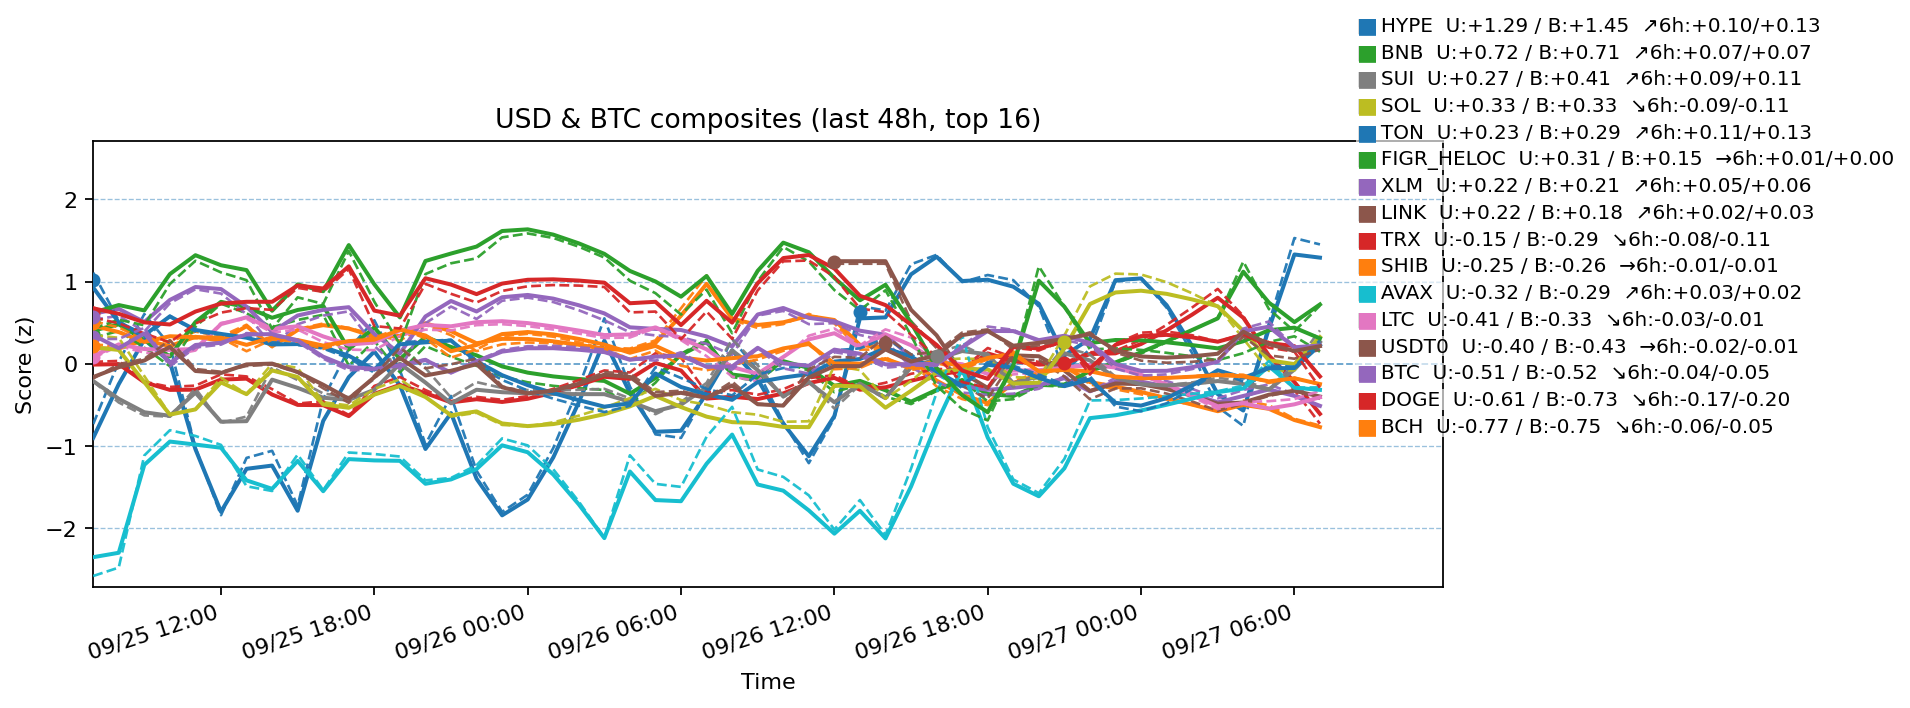 HYPE  U:+1.29 / B:+1.45  ↗6h:+0.10/+0.13
BNB  U:+0.72 / B:+0.71  ↗6h:+0.07/+0.07
SUI  U:+0.27 / B:+0.41  ↗6h:+0.09/+0.11
SOL  U:+0.33 / B:+0.33  ↘6h:-0.09/-0.11
TON  U:+0.23 / B:+0.29  ↗6h:+0.11/+0.13
FIGR_HELOC  U:+0.31 / B:+0.15  →6h:+0.01/+0.00
XLM  U:+0.22 / B:+0.21  ↗6h:+0.05/+0.06
LINK  U:+0.22 / B:+0.18  ↗6h:+0.02/+0.03
TRX  U:-0.15 / B:-0.29  ↘6h:-0.08/-0.11
SHIB  U:-0.25 / B:-0.26  →6h:-0.01/-0.01
AVAX  U:-0.32 / B:-0.29  ↗6h:+0.03/+0.02
LTC  U:-0.41 / B:-0.33  ↘6h:-0.03/-0.01
USDT0  U:-0.40 / B:-0.43  →6h:-0.02/-0.01
BTC  U:-0.51 / B:-0.52  ↘6h:-0.04/-0.05
DOGE  U:-0.61 / B:-0.73  ↘6h:-0.17/-0.20
BCH  U:-0.77 / B:-0.75  ↘6h:-0.06/-0.05
USD & BTC composites (last 48h, top 16)
Score (z)
2
1
0
−1
−2
09/25 12:00
09/25 18:00
09/26 00:00
09/26 06:00
09/26 12:00
09/26 18:00
09/27 00:00
09/27 06:00
Time